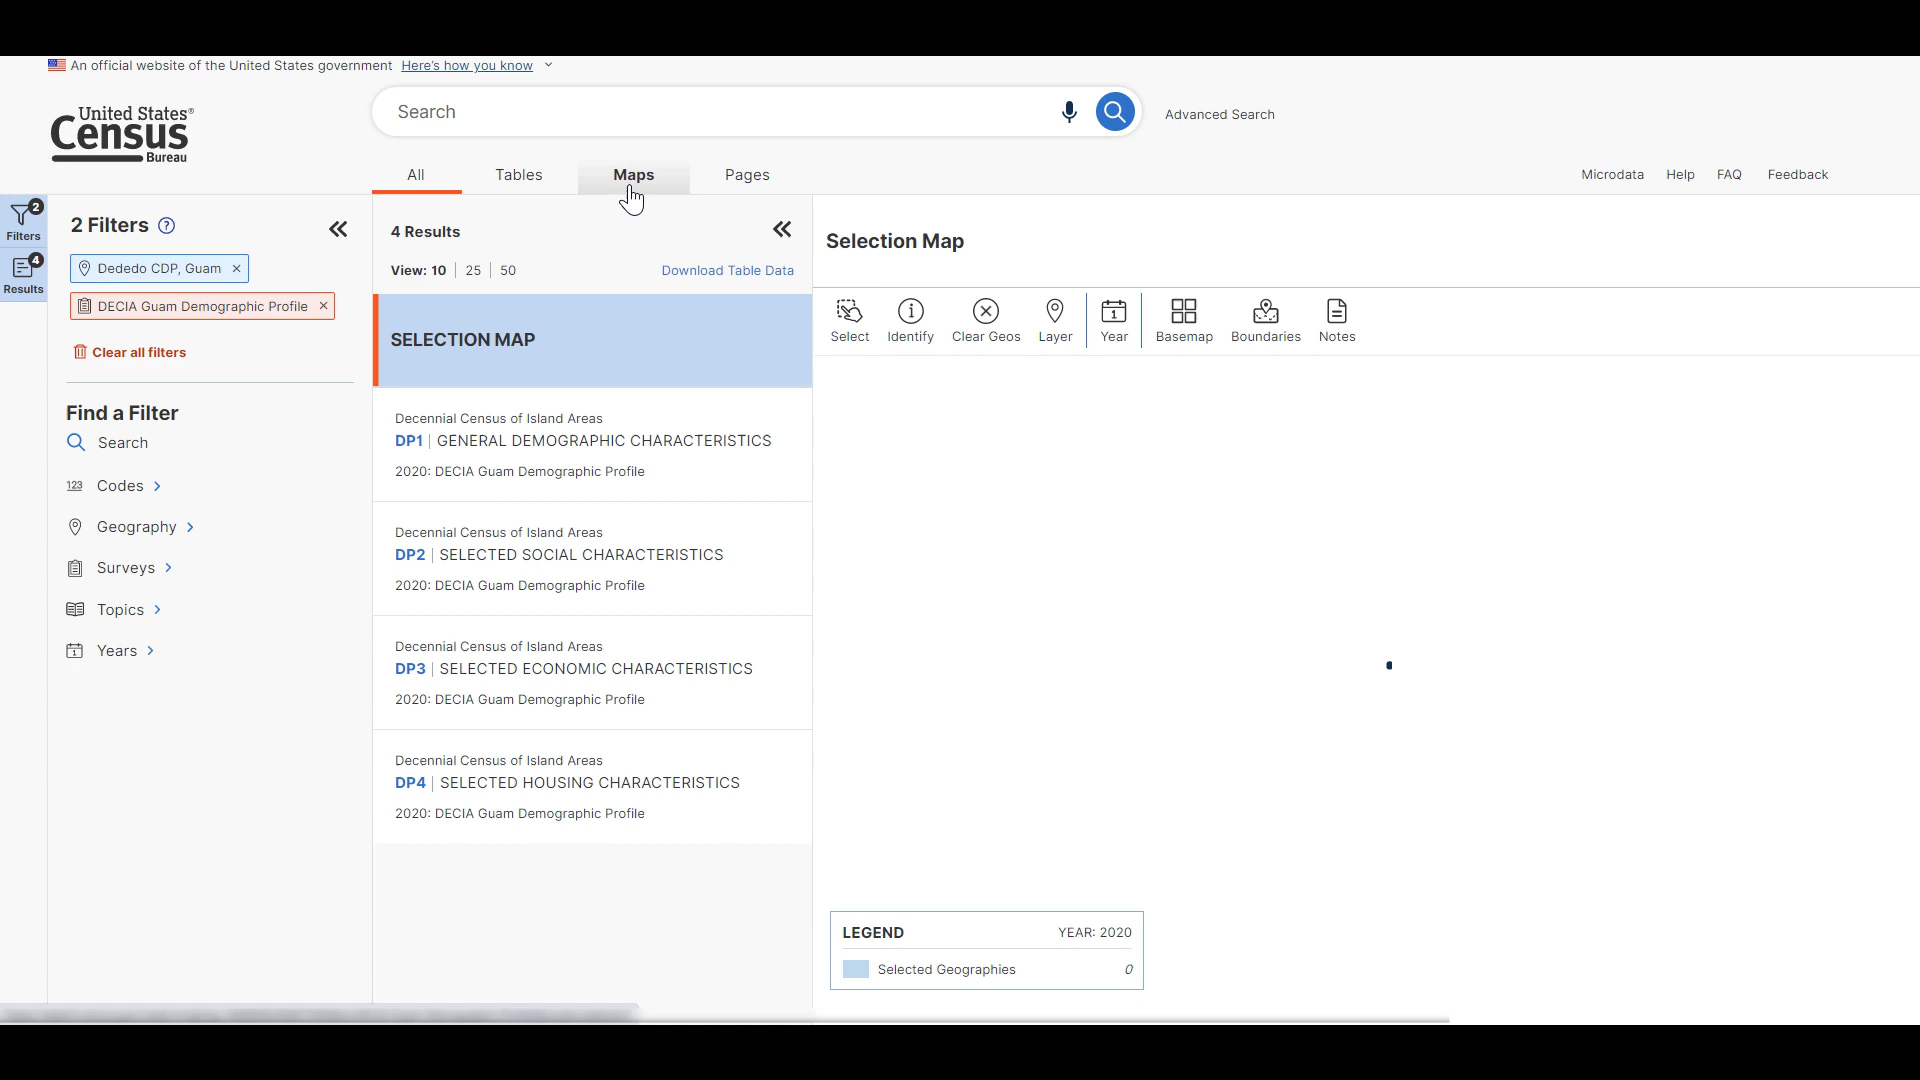 An official website of the United States government Here's how you know
United States®
Census
Bureau
Search
Advanced Search
All Tables Maps Pages
Microdata Help FAQ Feedback
2
Filters
4
Results
2 Filters ?
Dededo CDP, Guam ×
DECIA Guam Demographic Profile ×
Clear all filters
Find a Filter
Search
123 Codes
Geography
Surveys
Topics
1 Years
4 Results
View: 10 25 50 Download Table Data
SELECTION MAP
Decennial Census of Island Areas
DP1 | GENERAL DEMOGRAPHIC CHARACTERISTICS
2020: DECIA Guam Demographic Profile
Decennial Census of Island Areas
DP2 | SELECTED SOCIAL CHARACTERISTICS
2020: DECIA Guam Demographic Profile
Decennial Census of Island Areas
DP3 | SELECTED ECONOMIC CHARACTERISTICS
2020: DECIA Guam Demographic Profile
Decennial Census of Island Areas
DP4 | SELECTED HOUSING CHARACTERISTICS
2020: DECIA Guam Demographic Profile
Selection Map
Select Identify Clear Geos Layer Year Basemap Boundaries Notes
LEGEND YEAR: 2020
Selected Geographies 0